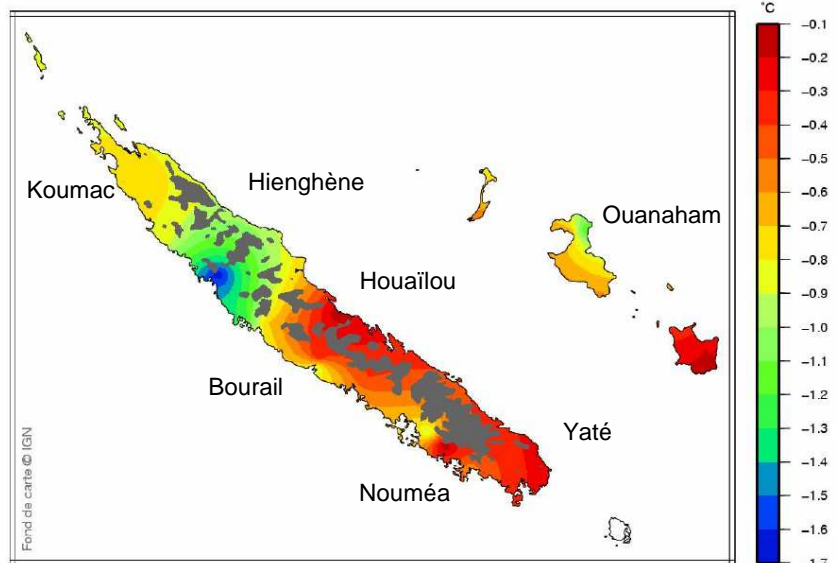 °C
Koumac
Hienghène
Ouanaham
Houaïlou
Bourail
Yaté
Nouméa
Fond de carte © IGN
-0.1
-0.2
-0.3
-0.4
-0.5
-0.6
-0.7
-0.8
-0.9
-1.0
-1.1
-1.2
-1.3
-1.4
-1.5
-1.6
-1.7